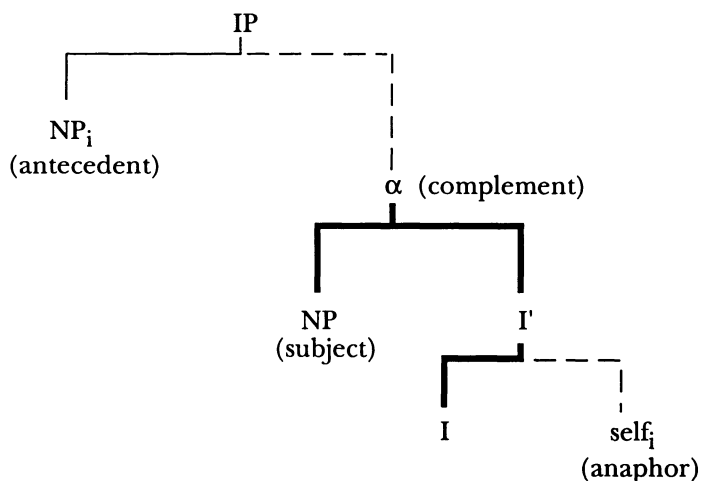 IP
NPi
(antecedent)
α (complement)
NP
(subject)
I'
I
selfi
(anaphor)